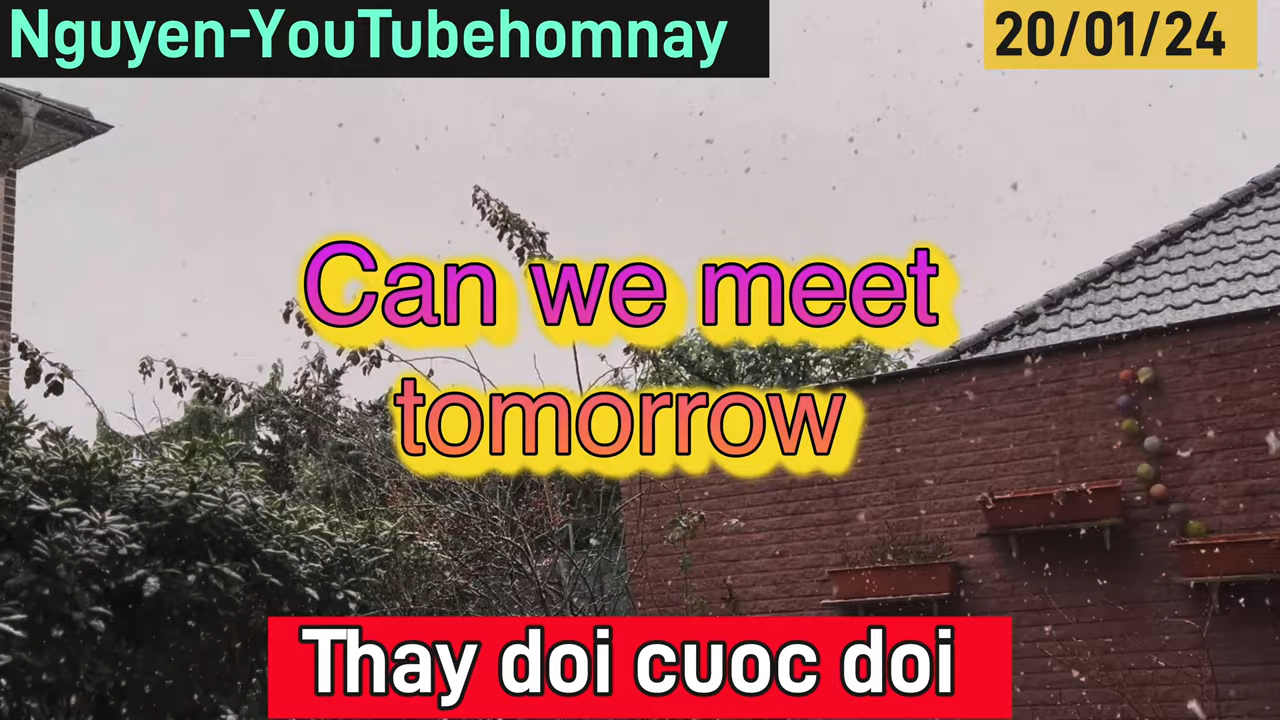 Nguyen-YouTubehomnay
20/01/24
Can we meet
tomorrow
Thay doi cuoc doi